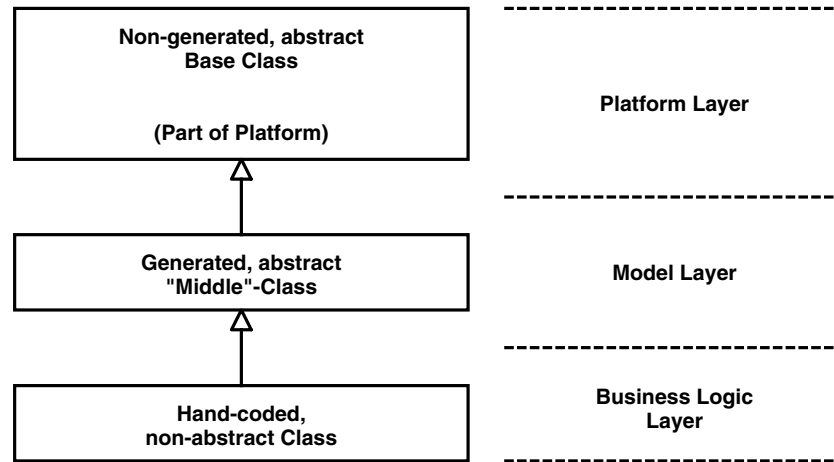 Non-generated, abstract
Base Class
(Part of Platform)
Platform Layer
Generated, abstract
"Middle"-Class
Model Layer
Hand-coded,
non-abstract Class
Business Logic
Layer